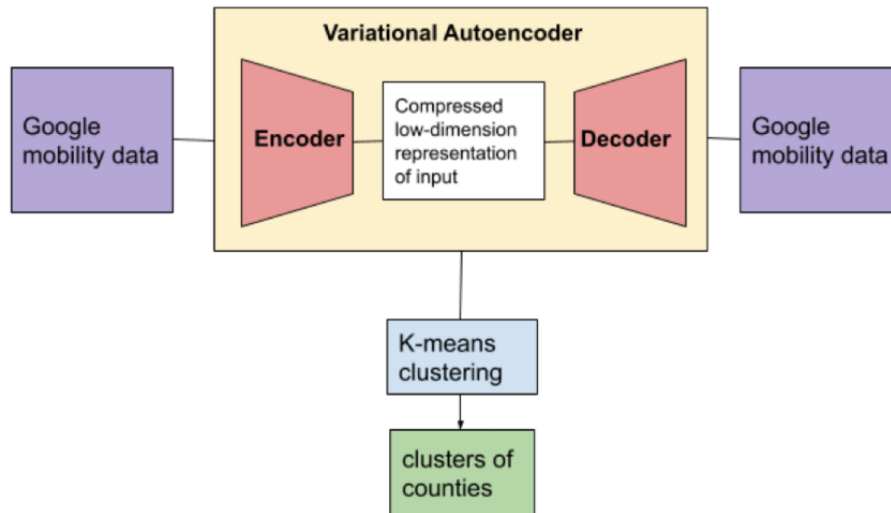 Variational Autoencoder
Google
mobility data
Encoder
Compressed
low-dimension
representation
of input
Decoder
Google
mobility data
K-means
clustering
clusters of
counties